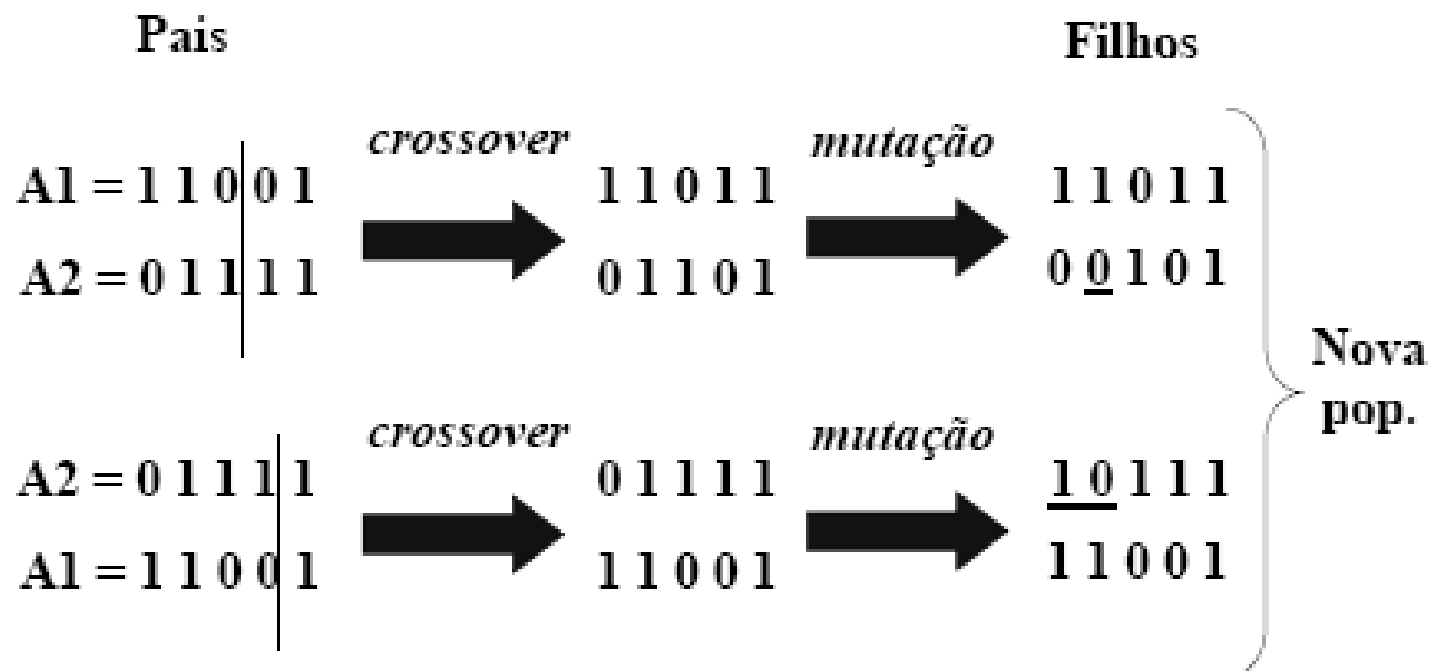 Pais
Filhos
crossover
mutação
A1 = 1 1 0 0 1
1 1 0 1 1
1 1 0 1 1
A2 = 0 1 1 1 1
0 1 1 0 1
0 0 1 0 1
Nova
pop.
crossover
mutação
A2 = 0 1 1 1 1
0 1 1 1 1
1 0 1 1 1
A1 = 1 1 0 0 1
1 1 0 0 1
1 1 0 0 1